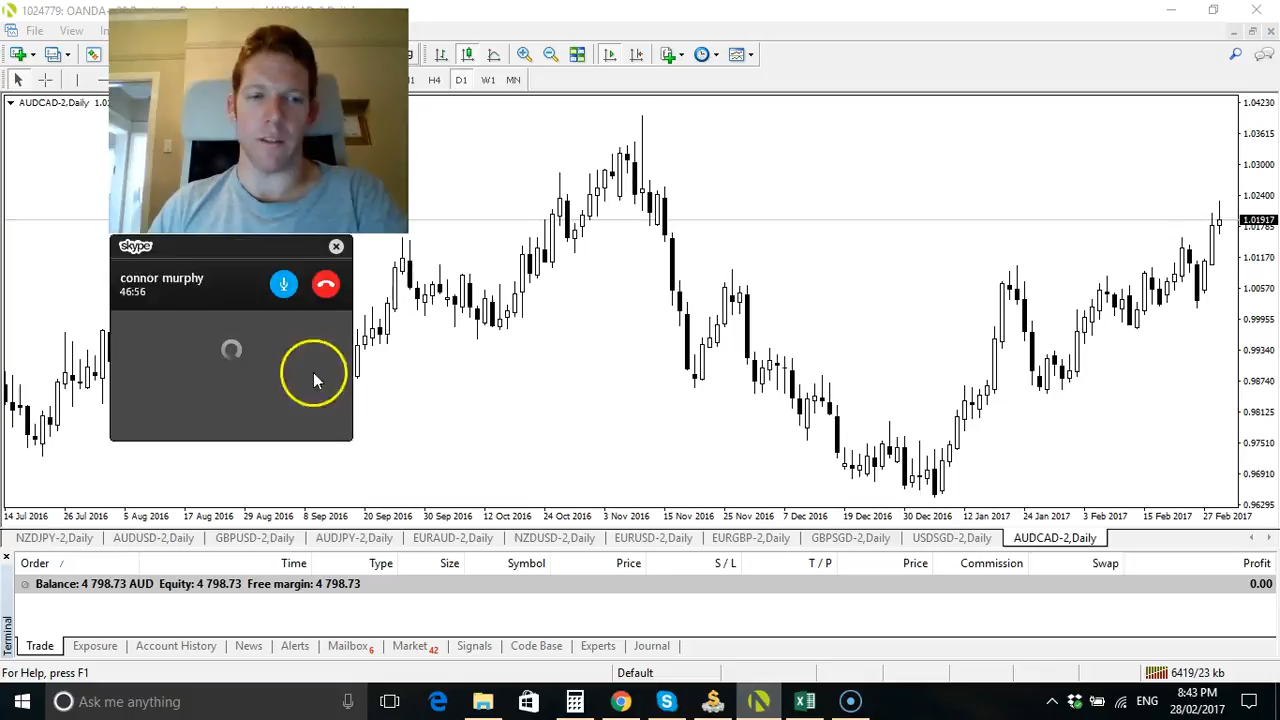 1024779: OANDA
File View
H4 D1 W1 MN
AUDCAD-2,Daily
1.04230
1.03615
1.03000
1.02400
1.01917
1.01785
1.01170
1.00570
0.99955
0.99340
0.98740
0.98125
0.97510
0.96910
0.96295
skype
connor murphy
46:56
14 Jul 2016 26 Jul 2016 5 Aug 2016 17 Aug 2016 29 Aug 2016 8 Sep 2016 20 Sep 2016 30 Sep 2016 12 Oct 2016 24 Oct 2016 3 Nov 2016 15 Nov 2016 25 Nov 2016 7 Dec 2016 19 Dec 2016 30 Dec 2016 12 Jan 2017 24 Jan 2017 3 Feb 2017 15 Feb 2017 27 Feb 2017
NZDJPY-2,Daily AUDUSD-2,Daily GBPUSD-2,Daily AUDJPY-2,Daily EURAUD-2,Daily NZDUSD-2,Daily EURUSD-2,Daily EURGBP-2,Daily GBPSGD-2,Daily USDSGD-2,Daily AUDCAD-2,Daily
Order / Time Type Size Symbol Price S / L T / P Price Commission Swap Profit
Balance: 4 798.73 AUD Equity: 4 798.73 Free margin: 4 798.73 0.00
Terminal
Trade Exposure Account History News Alerts Mailbox 6 Market 42 Signals Code Base Experts Journal
For Help, press F1 Default 6419/23 kb
Ask me anything
ENG
8:43 PM
28/02/2017